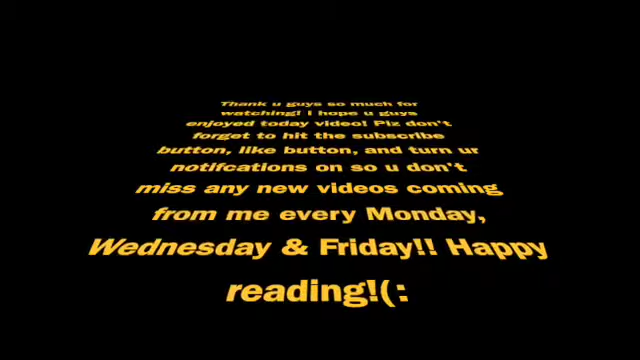 Thank u guys so much for
watching! i hope u guys
enjoyed today video! Plz don't
forget to hit the subscribe
button, like button, and turn ur
notifcations on so u don't
miss any new videos coming
from me every Monday,
Wednesday & Friday!! Happy
reading!(: